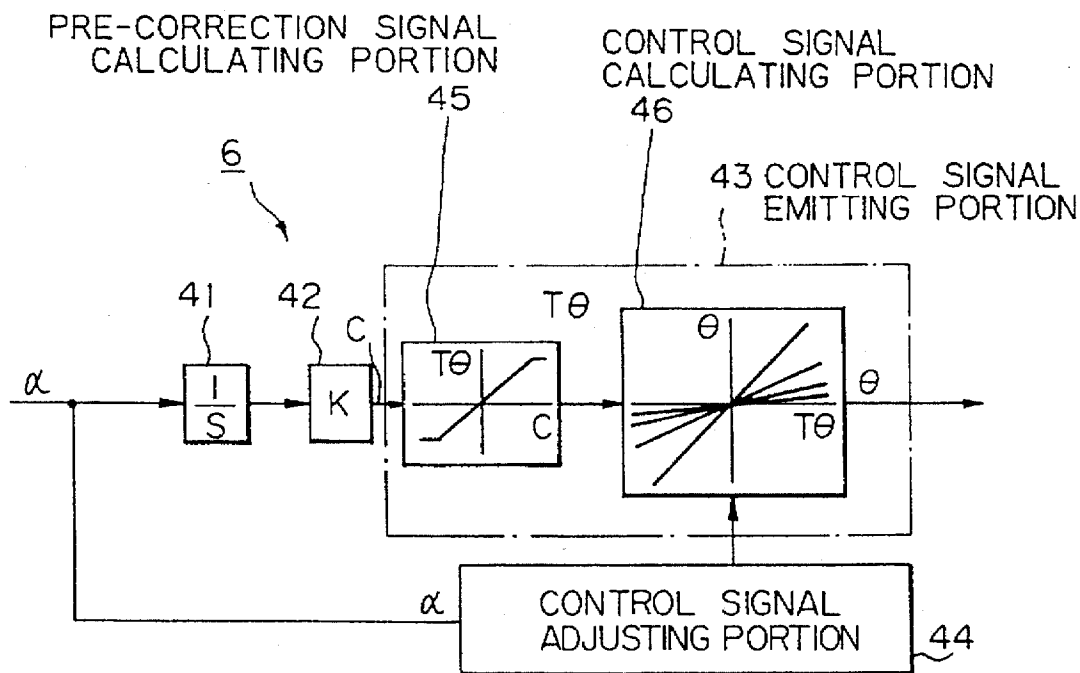 PRE-CORRECTION SIGNAL
CALCULATING PORTION
45
CONTROL SIGNAL
CALCULATING PORTION
46
6
43 CONTROL SIGNAL
EMITTING PORTION
41
42
C
Tθ
Tθ
C
θ
Tθ
θ
α
1
S
K
α
CONTROL SIGNAL
ADJUSTING PORTION
44